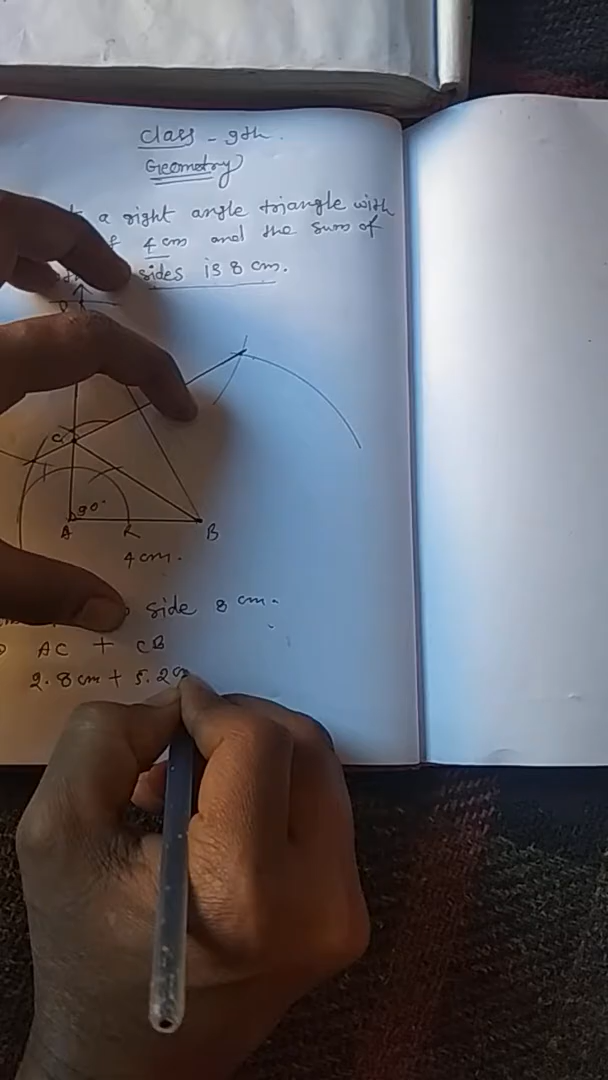 Class - 9th.
Geometry
a right angle triangle with
4 cm and the sum of
sides is 8 cm.
C
90°
A
R
B
4 cm.
side 8 cm.
AC + CB
2.8 cm + 5.2 cm